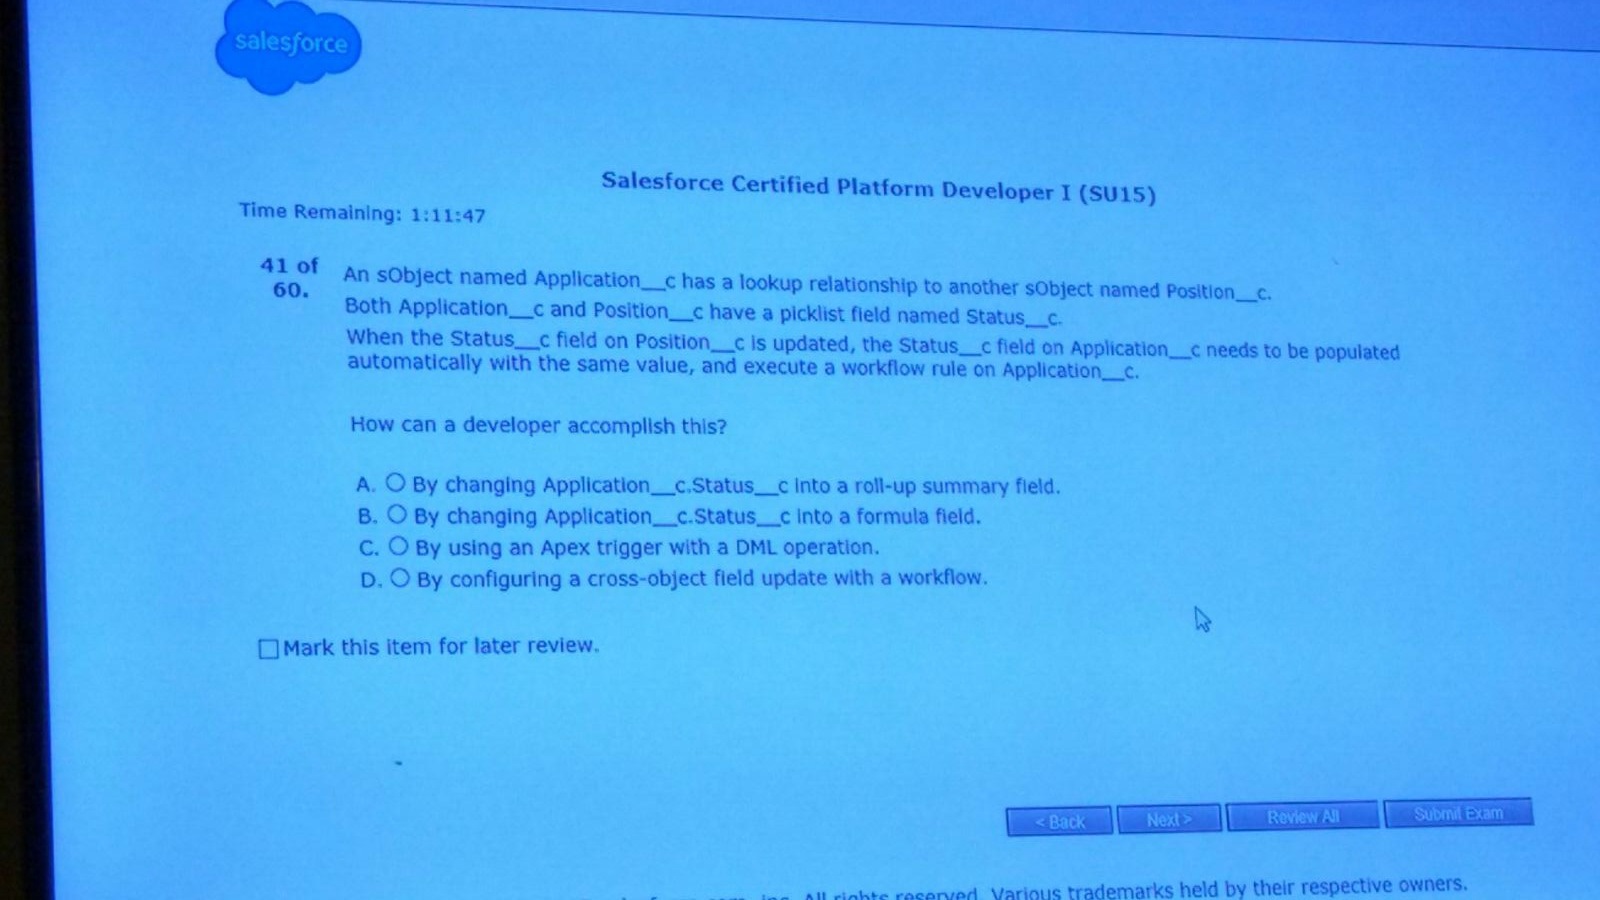 salesforce
Salesforce Certified Platform Developer I (SU15)
Time Remaining: 1:11:47
41 of
60.
An sObject named Application__c has a lookup relationship to another sObject named Position__c.
Both Application__c and Position__c have a picklist field named Status__c.
When the Status__c field on Position__c is updated, the Status__c field on Application__c needs to be populated
automatically with the same value, and execute a workflow rule on Application__c.
How can a developer accomplish this?
A. By changing Application__c.Status__c into a roll-up summary field.
B. By changing Application__c.Status__c into a formula field.
C. By using an Apex trigger with a DML operation.
D. By configuring a cross-object field update with a workflow.
Mark this item for later review.
< Back
Next >
Review All
Submit Exam
All rights reserved. Various trademarks held by their respective owners.